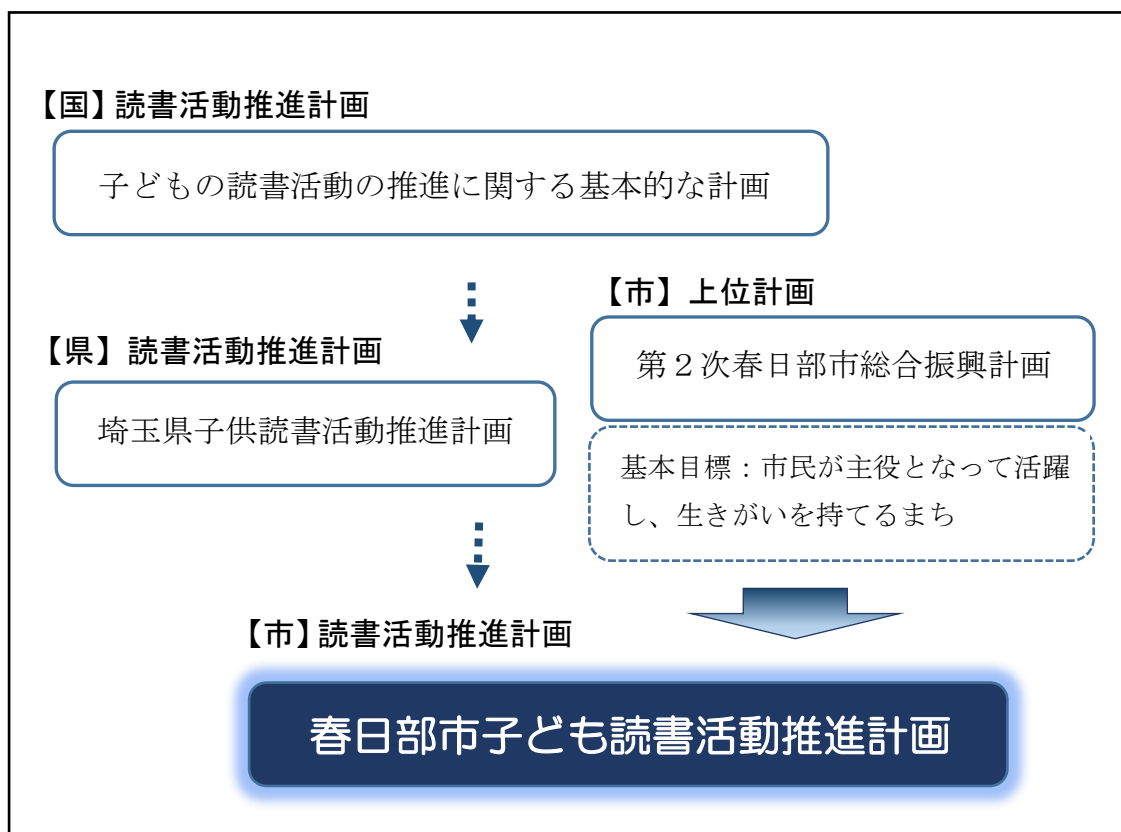 【国】読書活動推進計画
子どもの読書活動の推進に関する基本的な計画
【市】上位計画
第２次春日部市総合振興計画
基本目標：市民が主役となって活躍
し、生きがいを持てるまち
【県】読書活動推進計画
埼玉県子供読書活動推進計画
【市】読書活動推進計画
春日部市子ども読書活動推進計画